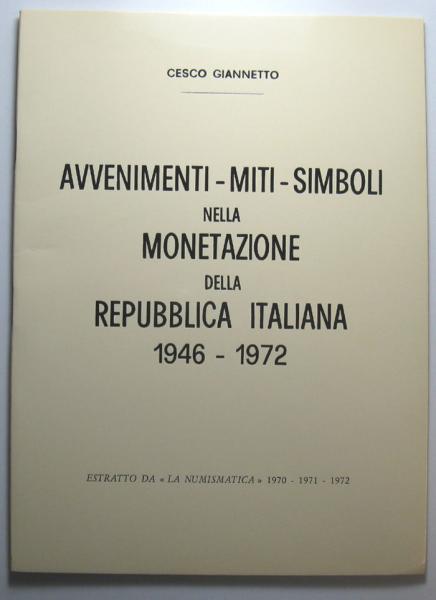 CESCO GIANNETTO
AVVENIMENTI - MITI - SIMBOLI
NELLA
MONETAZIONE
DELLA
REPUBBLICA ITALIANA
1946 - 1972
ESTRATTO DA « LA NUMISMATICA » 1970 - 1971 - 1972